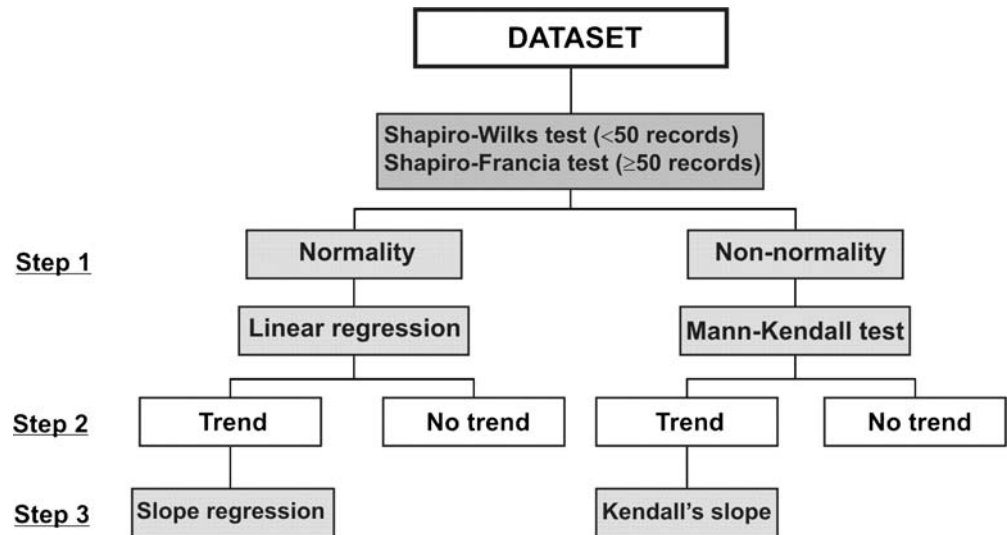 DATASET
Shapiro-Wilks test (<50 records)
Shapiro-Francia test (≥50 records)
Step 1
Normality
Non-normality
Linear regression
Mann-Kendall test
Step 2
Trend
No trend
Trend
No trend
Step 3
Slope regression
Kendall's slope